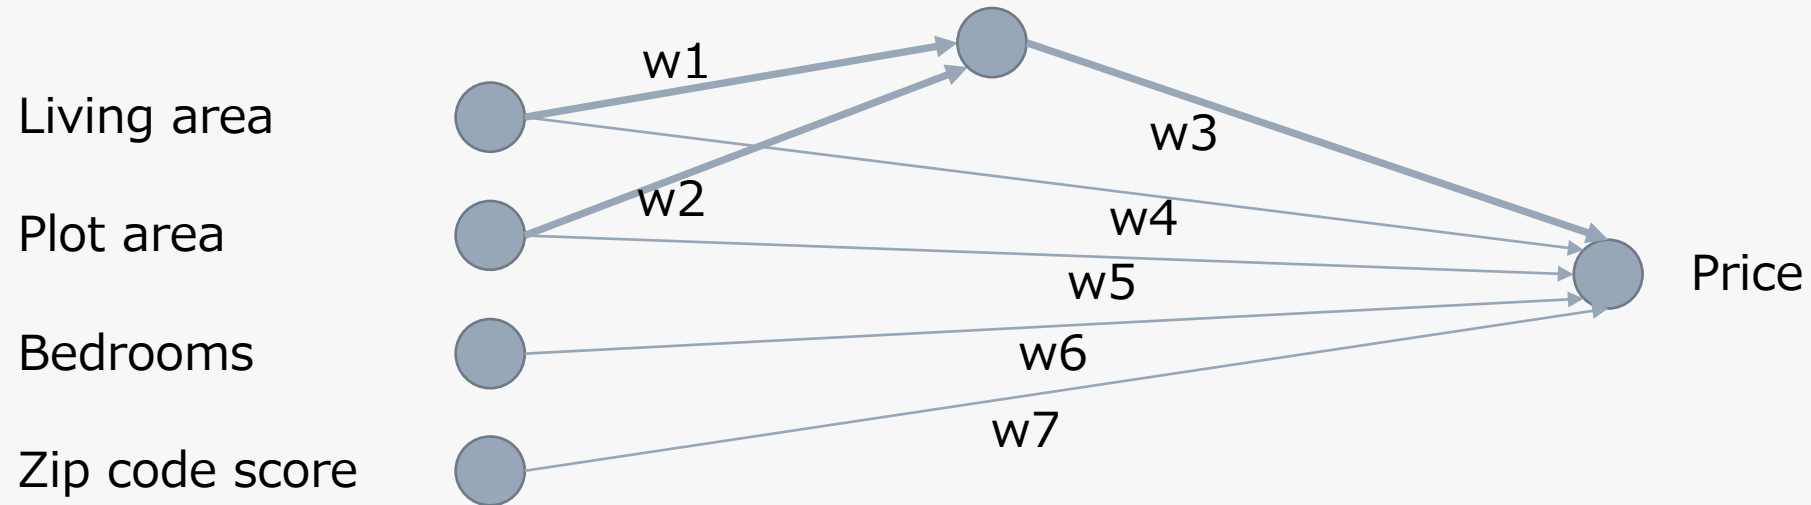 w1
Living area
w3
w2
Plot area
w4
w5
Price
Bedrooms
w6
w7
Zip code score